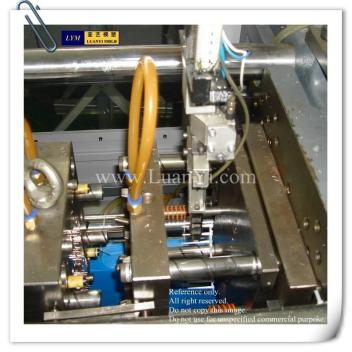 LYM
LUANYI MOLD
www.LuanYi.com
Reference only.
All right reserved.
Do not copy this image.
Do not use for unspecified commercial purpose.